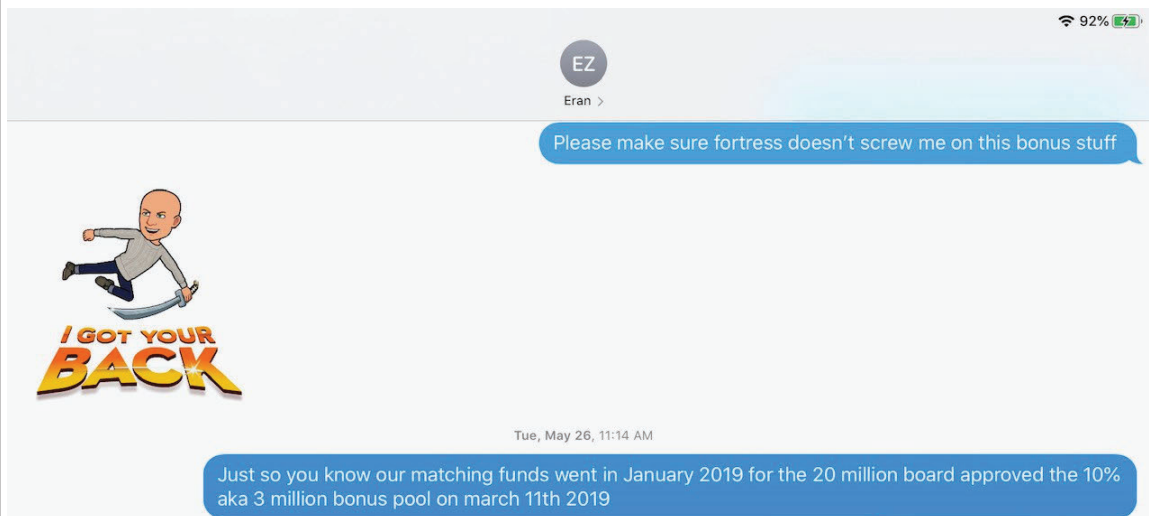 92%
EZ
Eran >
Please make sure fortress doesn't screw me on this bonus stuff
I GOT YOUR
BACK
Tue, May 26, 11:14 AM
Just so you know our matching funds went in January 2019 for the 20 million board approved the 10%
aka 3 million bonus pool on march 11th 2019